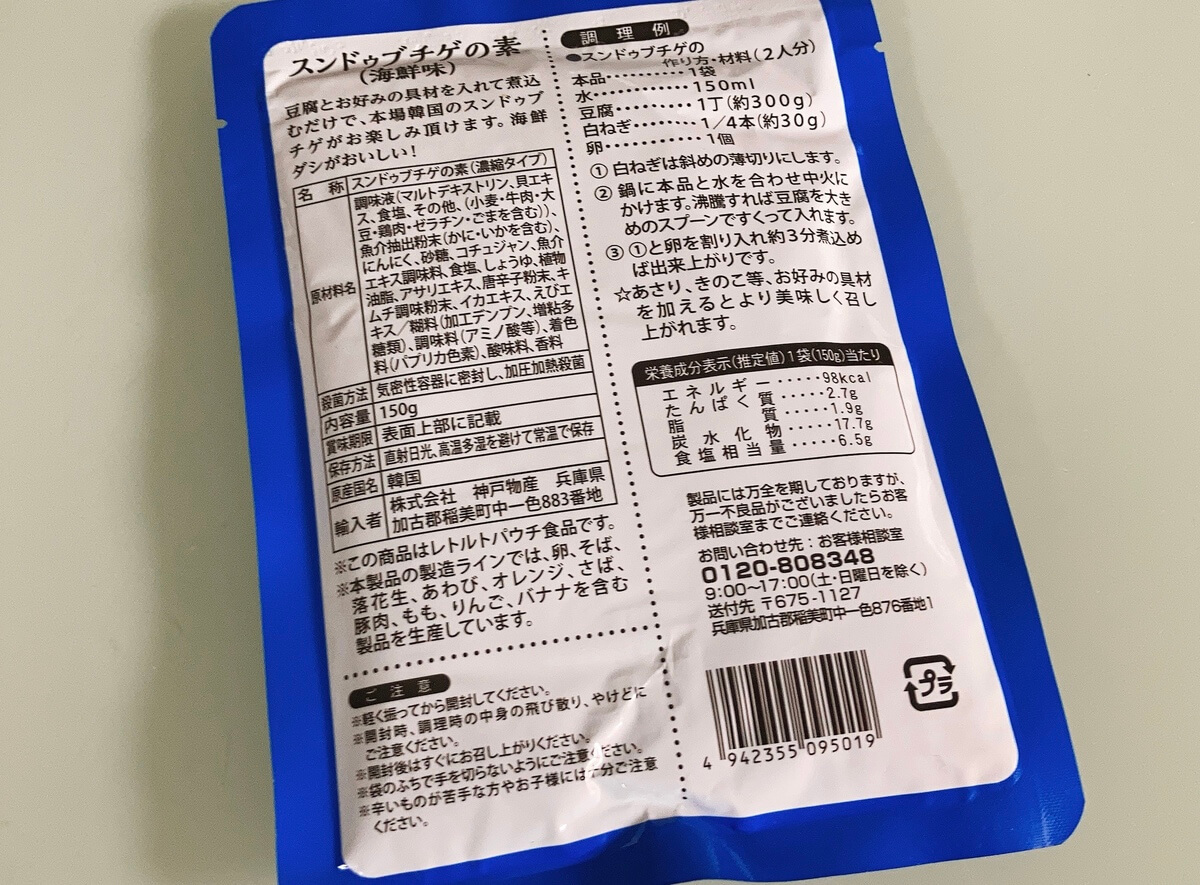 スンドゥブチゲの素
（海鮮味）
豆腐とお好みの具材を入れて煮込
むだけで、本場韓国のスンドゥブ
チゲがお楽しみ頂けます。海鮮
ダシがおいしい！
名 称 スンドゥブチゲの素（濃縮タイプ）
原材料名 調味液（マルトデキストリン、貝エキ
ス、食塩、その他、（小麦・牛肉・大
豆・鶏肉・ゼラチン・ごまを含む））、
魚介抽出粉末（かに・いかを含む）、
にんにく、砂糖、コチュジャン、魚介
エキス調味料、食塩、しょうゆ、植物
油脂、アサリエキス、唐辛子粉末、キ
ムチ調味粉末、イカエキス、えびエ
キス／糊料（加工デンプン、増粘多
糖類）、調味料（アミノ酸等）、着色
料（パプリカ色素）、酸味料、香料
殺菌方法 気密性容器に密封し、加圧加熱殺菌
内容量 150g
賞味期限 表面上部に記載
保存方法 直射日光、高温多湿を避けて常温で保存
原産国名 韓国
輸入者 株式会社 神戸物産 兵庫県
加古郡稲美町中一色883番地
※この商品はレトルトパウチ食品です。
※本製品の製造ラインでは、卵、そば、
落花生、あわび、オレンジ、さば、
豚肉、もも、りんご、バナナを含む
製品を生産しています。
ご注意
※軽く振ってから開封してください。
※開封時、調理時の中身の飛び散り、やけどに
ご注意ください。
※開封後はすぐにお召し上がりください。
※袋のふちで手を切らないようにご注意ください。
※辛いものが苦手な方やお子様には十分ご注意
ください。
調理例
●スンドゥブチゲの
作り方・材料（2人分）
本品・・・・・・・・・・1袋
水・・・・・・・・・・・・150ml
豆腐・・・・・・・・・・1丁（約300g）
白ねぎ・・・・・・・・1／4本（約30g）
卵・・・・・・・・・・・・1個
① 白ねぎは斜めの薄切りにします。
② 鍋に本品と水を合わせ中火に
かけます。沸騰すれば豆腐を大き
めのスプーンですくって入れます。
③ ①と卵を割り入れ約3分煮込め
ば出来上がりです。
☆あさり、きのこ等、お好みの具材
を加えるとより美味しく召し
上がれます。
栄養成分表示（推定値）1袋（150g）当たり
エネルギー・・・・・98kcal
たんぱく質・・・・・2.7g
脂質・・・・・1.9g
炭水化物・・・・・17.7g
食塩相当量・・・・・6.5g
製品には万全を期しておりますが、
万一不良品がございましたらお客
様相談室までご連絡ください。
お問い合わせ先：お客様相談室
0120-808348
9:00～17:00（土・日曜日を除く）
送付先 〒675-1127
兵庫県加古郡稲美町中一色876番地1
プラ
4 942355 095019